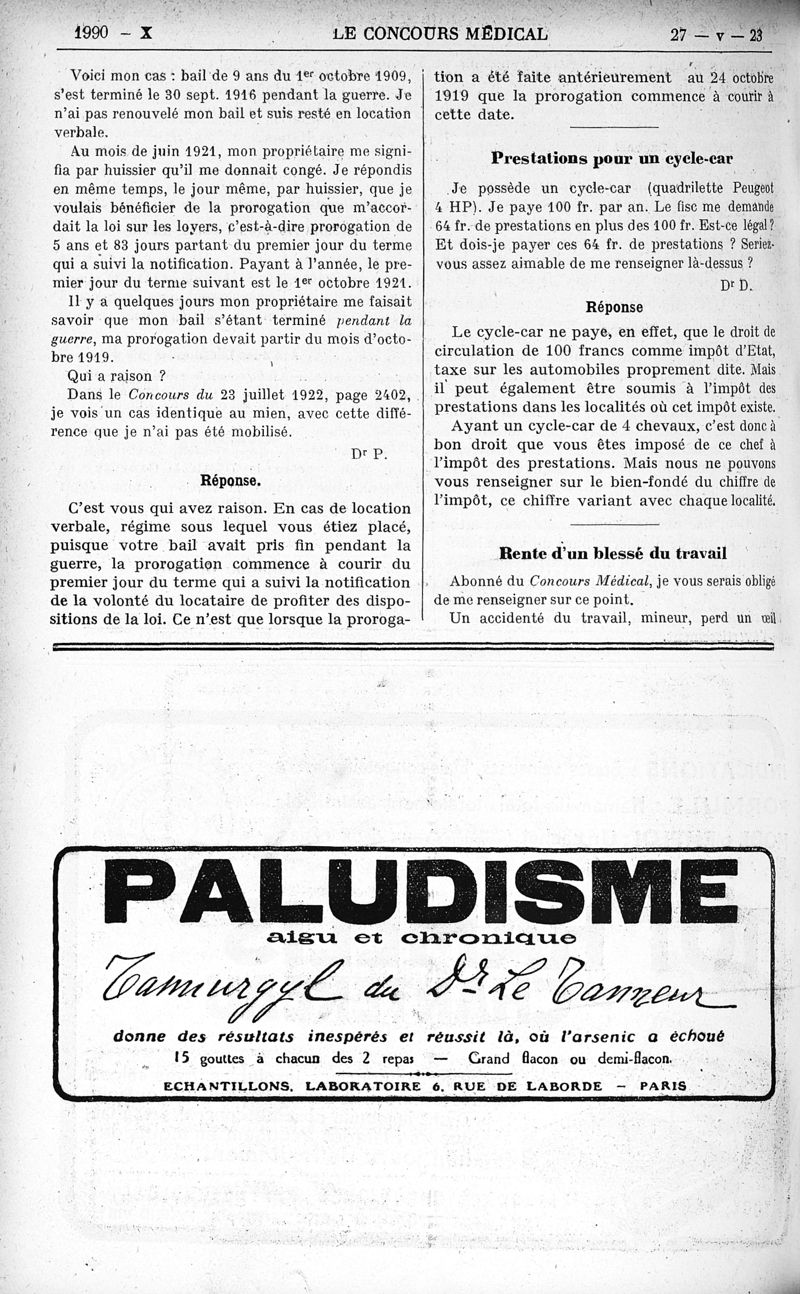 1990 – X LE CONCOURS MÉDICAL 27 — V — 23
Voici mon cas : bail de 9 ans du 1er octobre 1909,
s'est terminé le 30 sept. 1916 pendant la guerre. Je
n'ai pas renouvelé mon bail et suis resté en location
verbale.
Au mois de juin 1921, mon propriétaire me signi-
fia par huissier qu'il me donnait congé. Je répondis
en même temps, le jour même, par huissier, que je
voulais bénéficier de la prorogation que m'accor-
dait la loi sur les loyers, c'est-à-dire prorogation de
5 ans et 83 jours partant du premier jour du terme
qui a suivi la notification. Payant à l'année, le pre-
mier jour du terme suivant est le 1er octobre 1921.
Il y a quelques jours mon propriétaire me faisait
savoir que mon bail s'étant terminé pendant la
guerre, ma prorogation devait partir du mois d'octo-
bre 1919.
Qui a raison ?
Dans le Concours du 23 juillet 1922, page 2402,
je vois un cas identique au mien, avec cette diffé-
rence que je n'ai pas été mobilisé.
Dr P.
Réponse.
C'est vous qui avez raison. En cas de location
verbale, régime sous lequel vous étiez placé,
puisque votre bail avait pris fin pendant la
guerre, la prorogation commence à courir du
premier jour du terme qui a suivi la notification
de la volonté du locataire de profiter des dispo-
sitions de la loi. Ce n'est que lorsque la proroga-
tion a été faite antérieurement au 24 octobre
1919 que la prorogation commence à courir à
cette date.
Prestations pour un cycle-car
Je possède un cycle-car (quadrilette Peugeot
4 HP). Je paye 100 fr. par an. Le fisc me demande
64 fr. de prestations en plus des 100 fr. Est-ce légal ?
Et dois-je payer ces 64 fr. de prestations ? Seriez-
vous assez aimable de me renseigner là-dessus ?
Dr D.
Réponse
Le cycle-car ne paye, en effet, que le droit de
circulation de 100 francs comme impôt d'Etat,
taxe sur les automobiles proprement dite. Mais
il peut également être soumis à l'impôt des
prestations dans les localités où cet impôt existe.
Ayant un cycle-car de 4 chevaux, c'est donc à
bon droit que vous êtes imposé de ce chef à
l'impôt des prestations. Mais nous ne pouvons
vous renseigner sur le bien-fondé du chiffre de
l'impôt, ce chiffre variant avec chaque localité.
Rente d'un blessé du travail
Abonné du Concours Médical, je vous serais obligé
de me renseigner sur ce point.
Un accidenté du travail, mineur, perd un œil
PALUDISME
aigu et chronique
Tanurgyl du Dr Le Tanneur
donne des résultats inespérés et réussit là, où l'arsenic a échoué
15 gouttes à chacun des 2 repas — Grand flacon ou demi-flacon.
ECHANTILLONS. LABORATOIRE 6. RUE DE LABORDE – PARIS